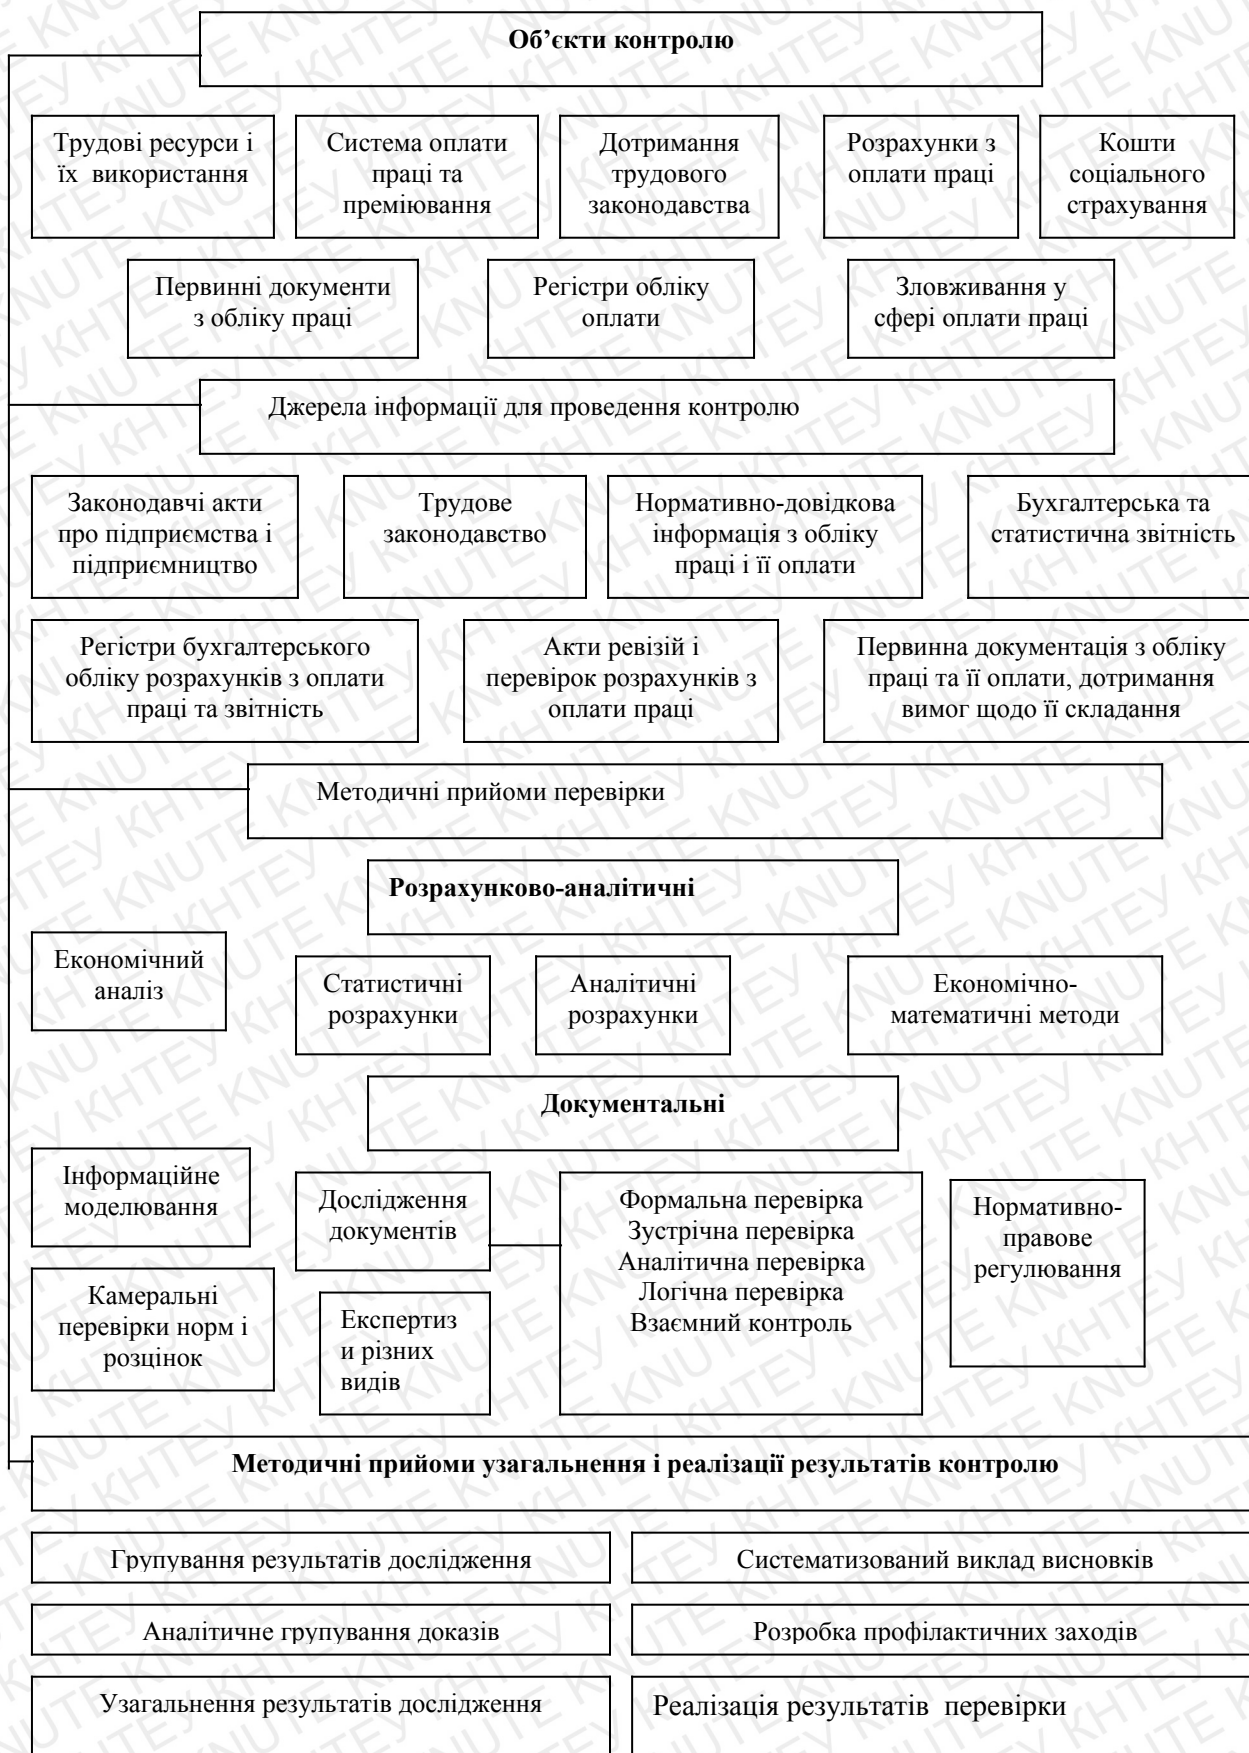 Об’єкти контролю
Трудові ресурси і
їх використання
Система оплати
праці та
преміювання
Дотримання
трудового
законодавства
Розрахунки з
оплати праці
Кошти
соціального
страхування
Первинні документи
з обліку праці
Регістри обліку
оплати
Зловживання у
сфері оплати праці
Джерела інформації для проведення контролю
Законодавчі акти
про підприємства і
підприємництво
Трудове
законодавство
Нормативно-довідкова
інформація з обліку
праці і її оплати
Бухгалтерська та
статистична звітність
Регістри бухгалтерського
обліку розрахунків з оплати
праці та звітність
Акти ревізій і
перевірок розрахунків з
оплати праці
Первинна документація з обліку
праці та її оплати, дотримання
вимог щодо її складання
Методичні прийоми перевірки
Розрахунково-аналітичні
Економічний
аналіз
Статистичні
розрахунки
Аналітичні
розрахунки
Економічно-
математичні методи
Документальні
Інформаційне
моделювання
Дослідження
документів
Формальна перевірка
Зустрічна перевірка
Аналітична перевірка
Логічна перевірка
Взаємний контроль
Нормативно-
правове
регулювання
Камеральні
перевірки норм і
розцінок
Експертиз
и різних
видів
Методичні прийоми узагальнення і реалізації результатів контролю
Групування результатів дослідження
Систематизований виклад висновків
Аналітичне групування доказів
Розробка профілактичних заходів
Узагальнення результатів дослідження
Реалізація результатів перевірки